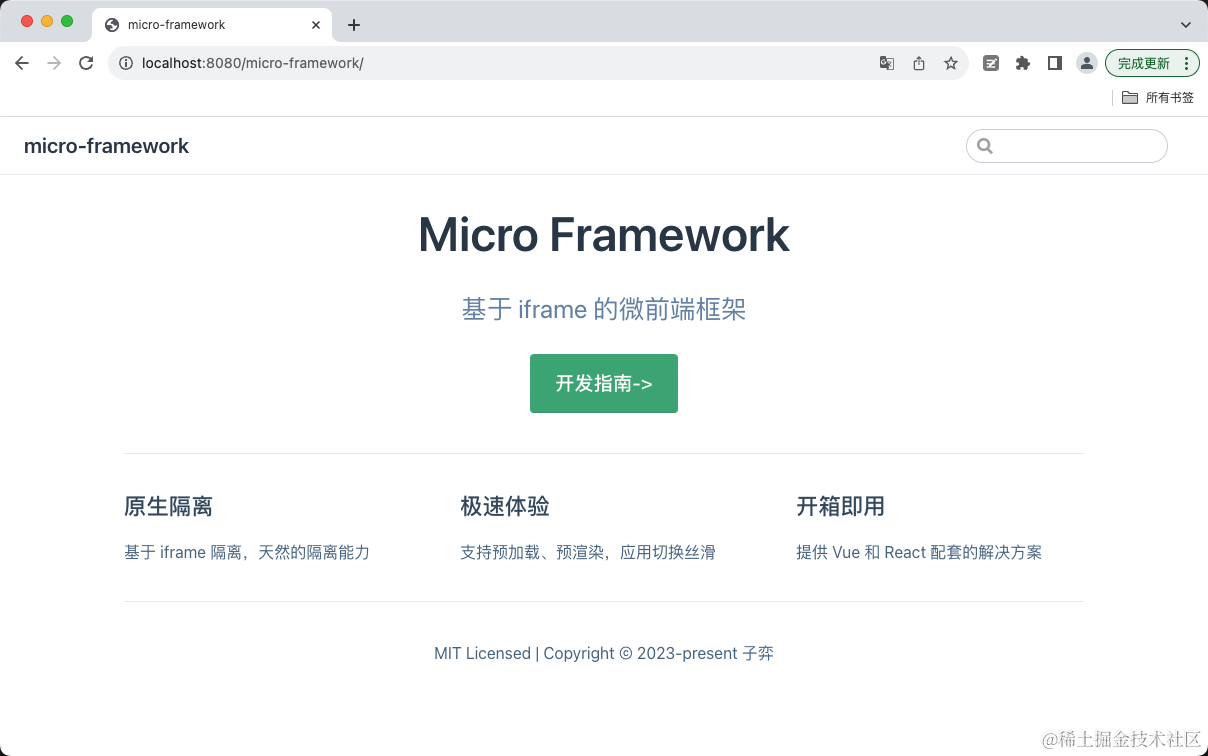 micro-framework
localhost:8080/micro-framework/
完成更新
所有书签
micro-framework
Micro Framework
基于 iframe 的微前端框架
开发指南->
原生隔离
极速体验
开箱即用
基于 iframe 隔离，天然的隔离能力
支持预加载、预渲染，应用切换丝滑
提供 Vue 和 React 配套的解决方案
MIT Licensed | Copyright © 2023-present 子弈
@稀土掘金技术社区